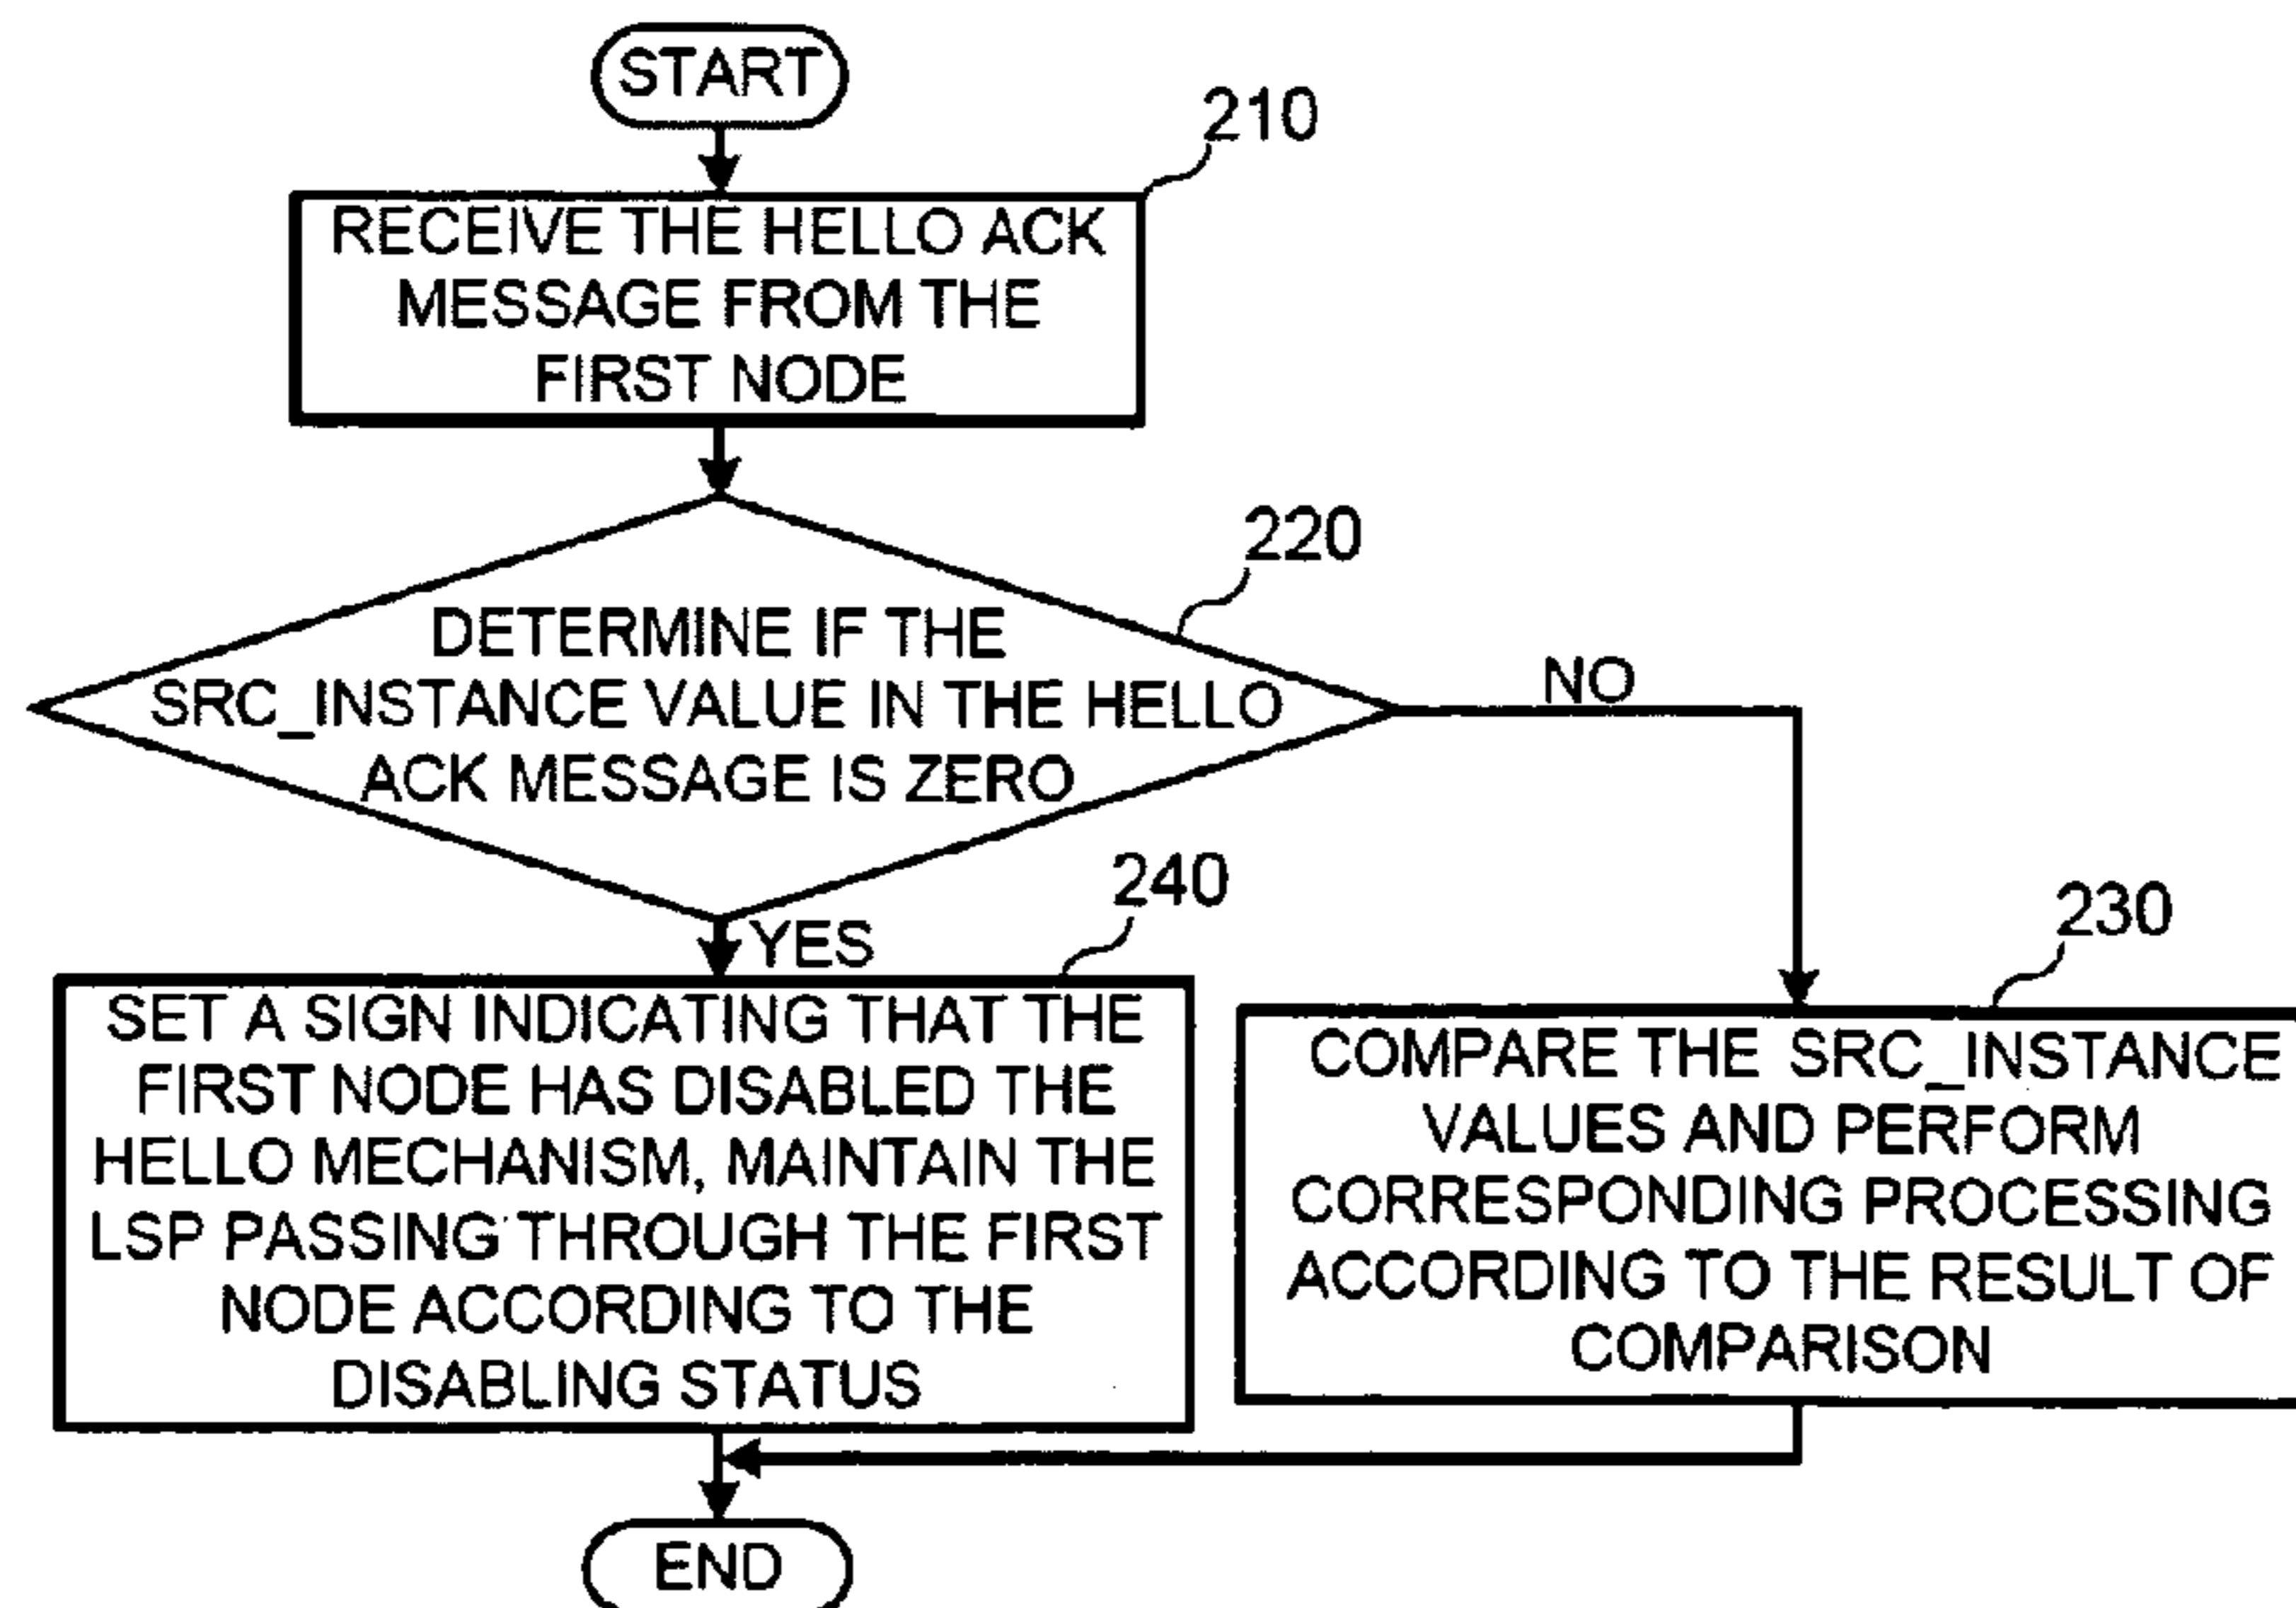 START
210
RECEIVE THE HELLO ACK
MESSAGE FROM THE
FIRST NODE
220
DETERMINE IF THE
SRC_INSTANCE VALUE IN THE HELLO
ACK MESSAGE IS ZERO
NO
YES
240
SET A SIGN INDICATING THAT THE
FIRST NODE HAS DISABLED THE
HELLO MECHANISM, MAINTAIN THE
LSP PASSING THROUGH THE FIRST
NODE ACCORDING TO THE
DISABLING STATUS
230
COMPARE THE SRC_INSTANCE
VALUES AND PERFORM
CORRESPONDING PROCESSING
ACCORDING TO THE RESULT OF
COMPARISON
END